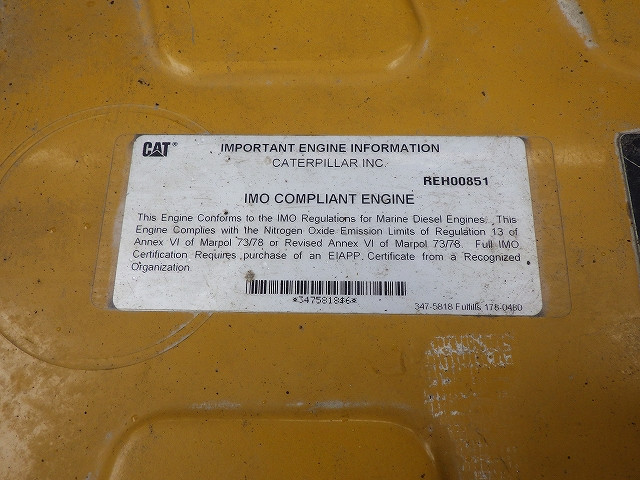 CAT® IMPORTANT ENGINE INFORMATION
CATERPILLAR INC.
REH00851
IMO COMPLIANT ENGINE
This Engine Conforms to the IMO Regulations for Marine Diesel Engines. This
Engine Complies with the Nitrogen Oxide Emission Limits of Regulation 13 of
Annex VI of Marpol 73/78 or Revised Annex VI of Marpol 73/78. Full IMO
Certification Requires purchase of an EIAPP Certificate from a Recognized
Organization.
*3475818$6*
347-5818 Fulfills 178-0480